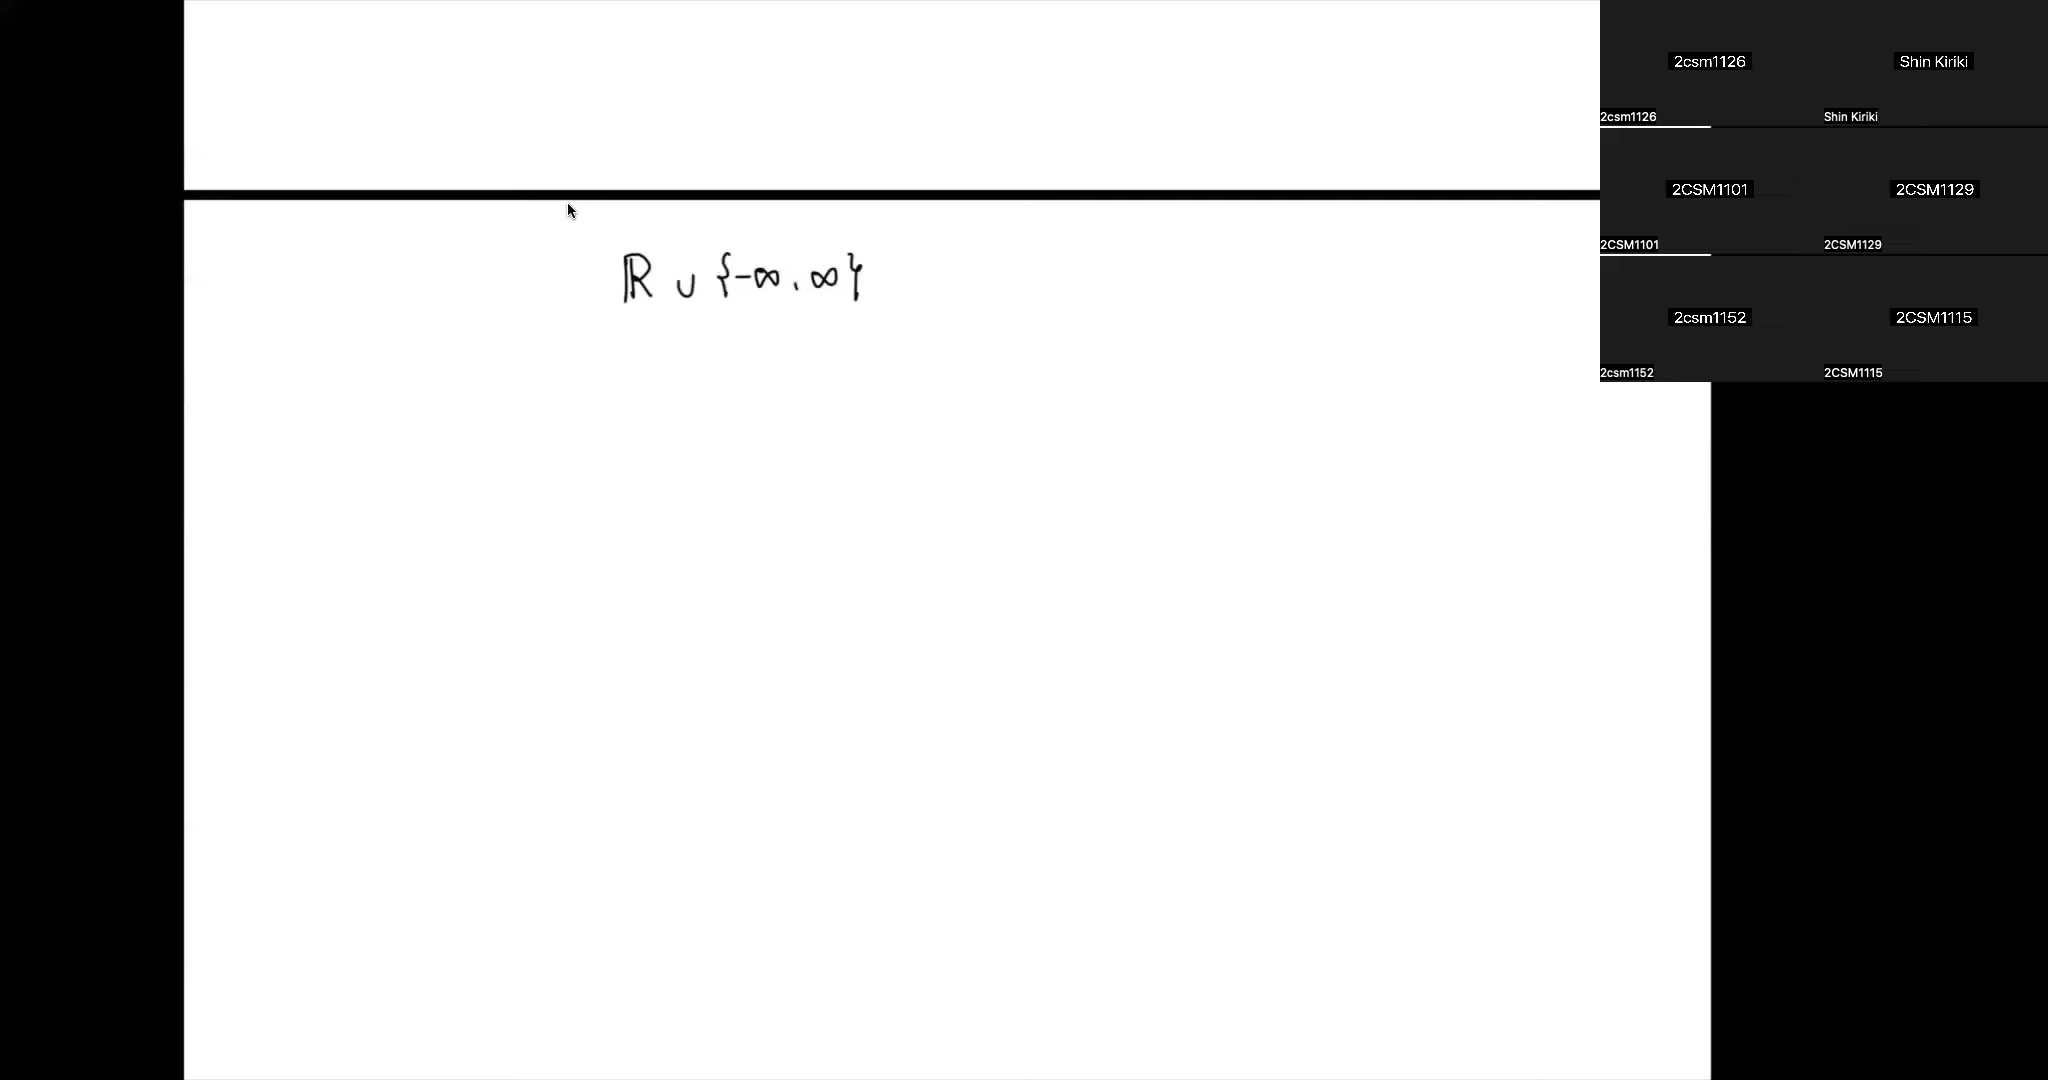 2csm1126
Shin Kiriki
2csm1126
Shin Kiriki
2CSM1101
2CSM1129
2CSM1101
2CSM1129
ℝ ∪ {-∞, ∞}
2csm1152
2CSM1115
2csm1152
2CSM1115